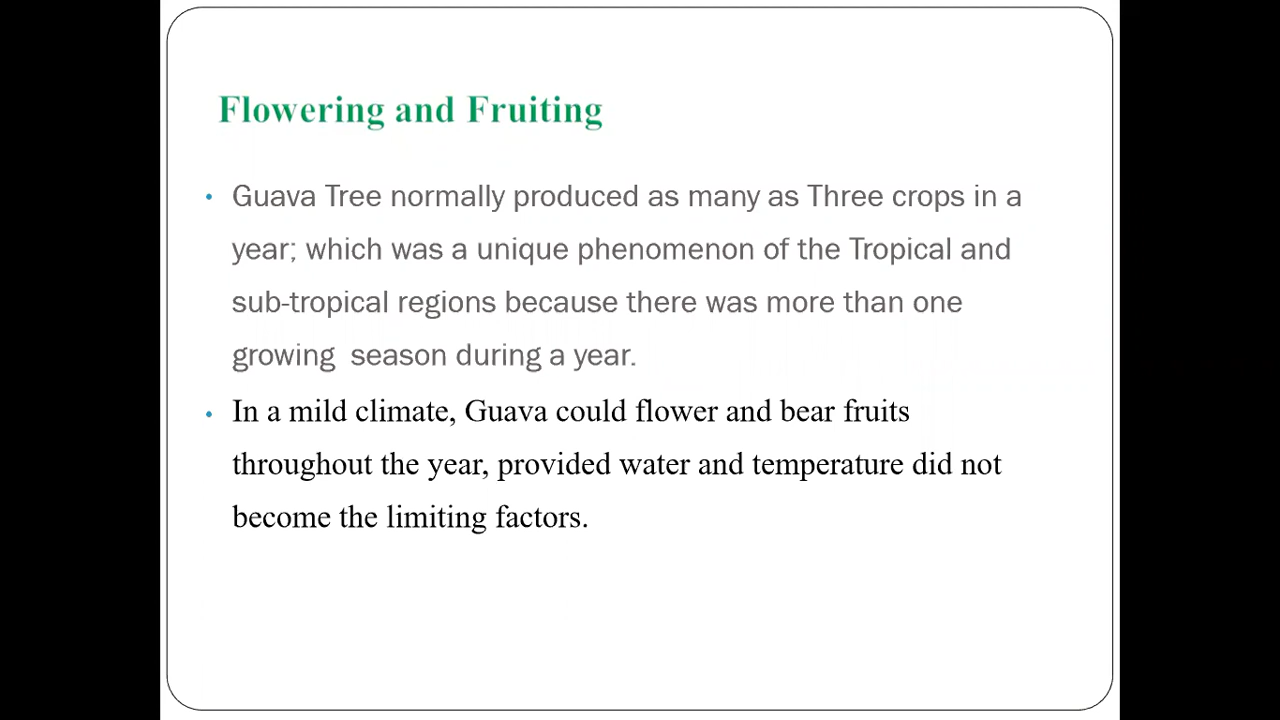 Flowering and Fruiting
• Guava Tree normally produced as many as Three crops in a
year; which was a unique phenomenon of the Tropical and
sub-tropical regions because there was more than one
growing  season during a year.
• In a mild climate, Guava could flower and bear fruits
throughout the year, provided water and temperature did not
become the limiting factors.